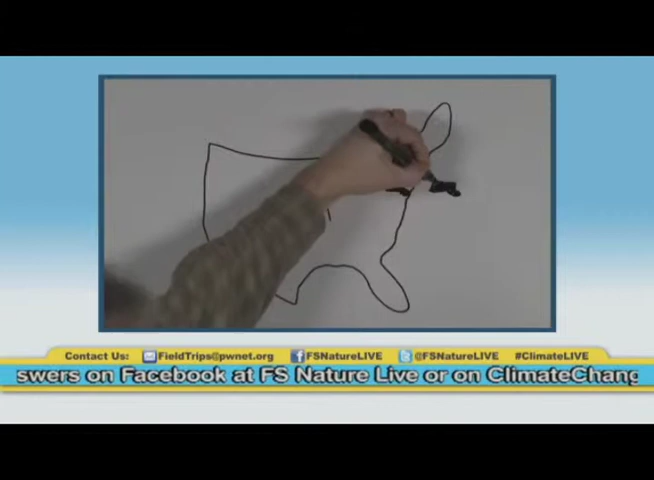 Contact Us: FieldTrips@pwnet.org FSNatureLIVE @FSNatureLIVE #ClimateLIVE
swers on Facebook at FS Nature Live or on ClimateChang